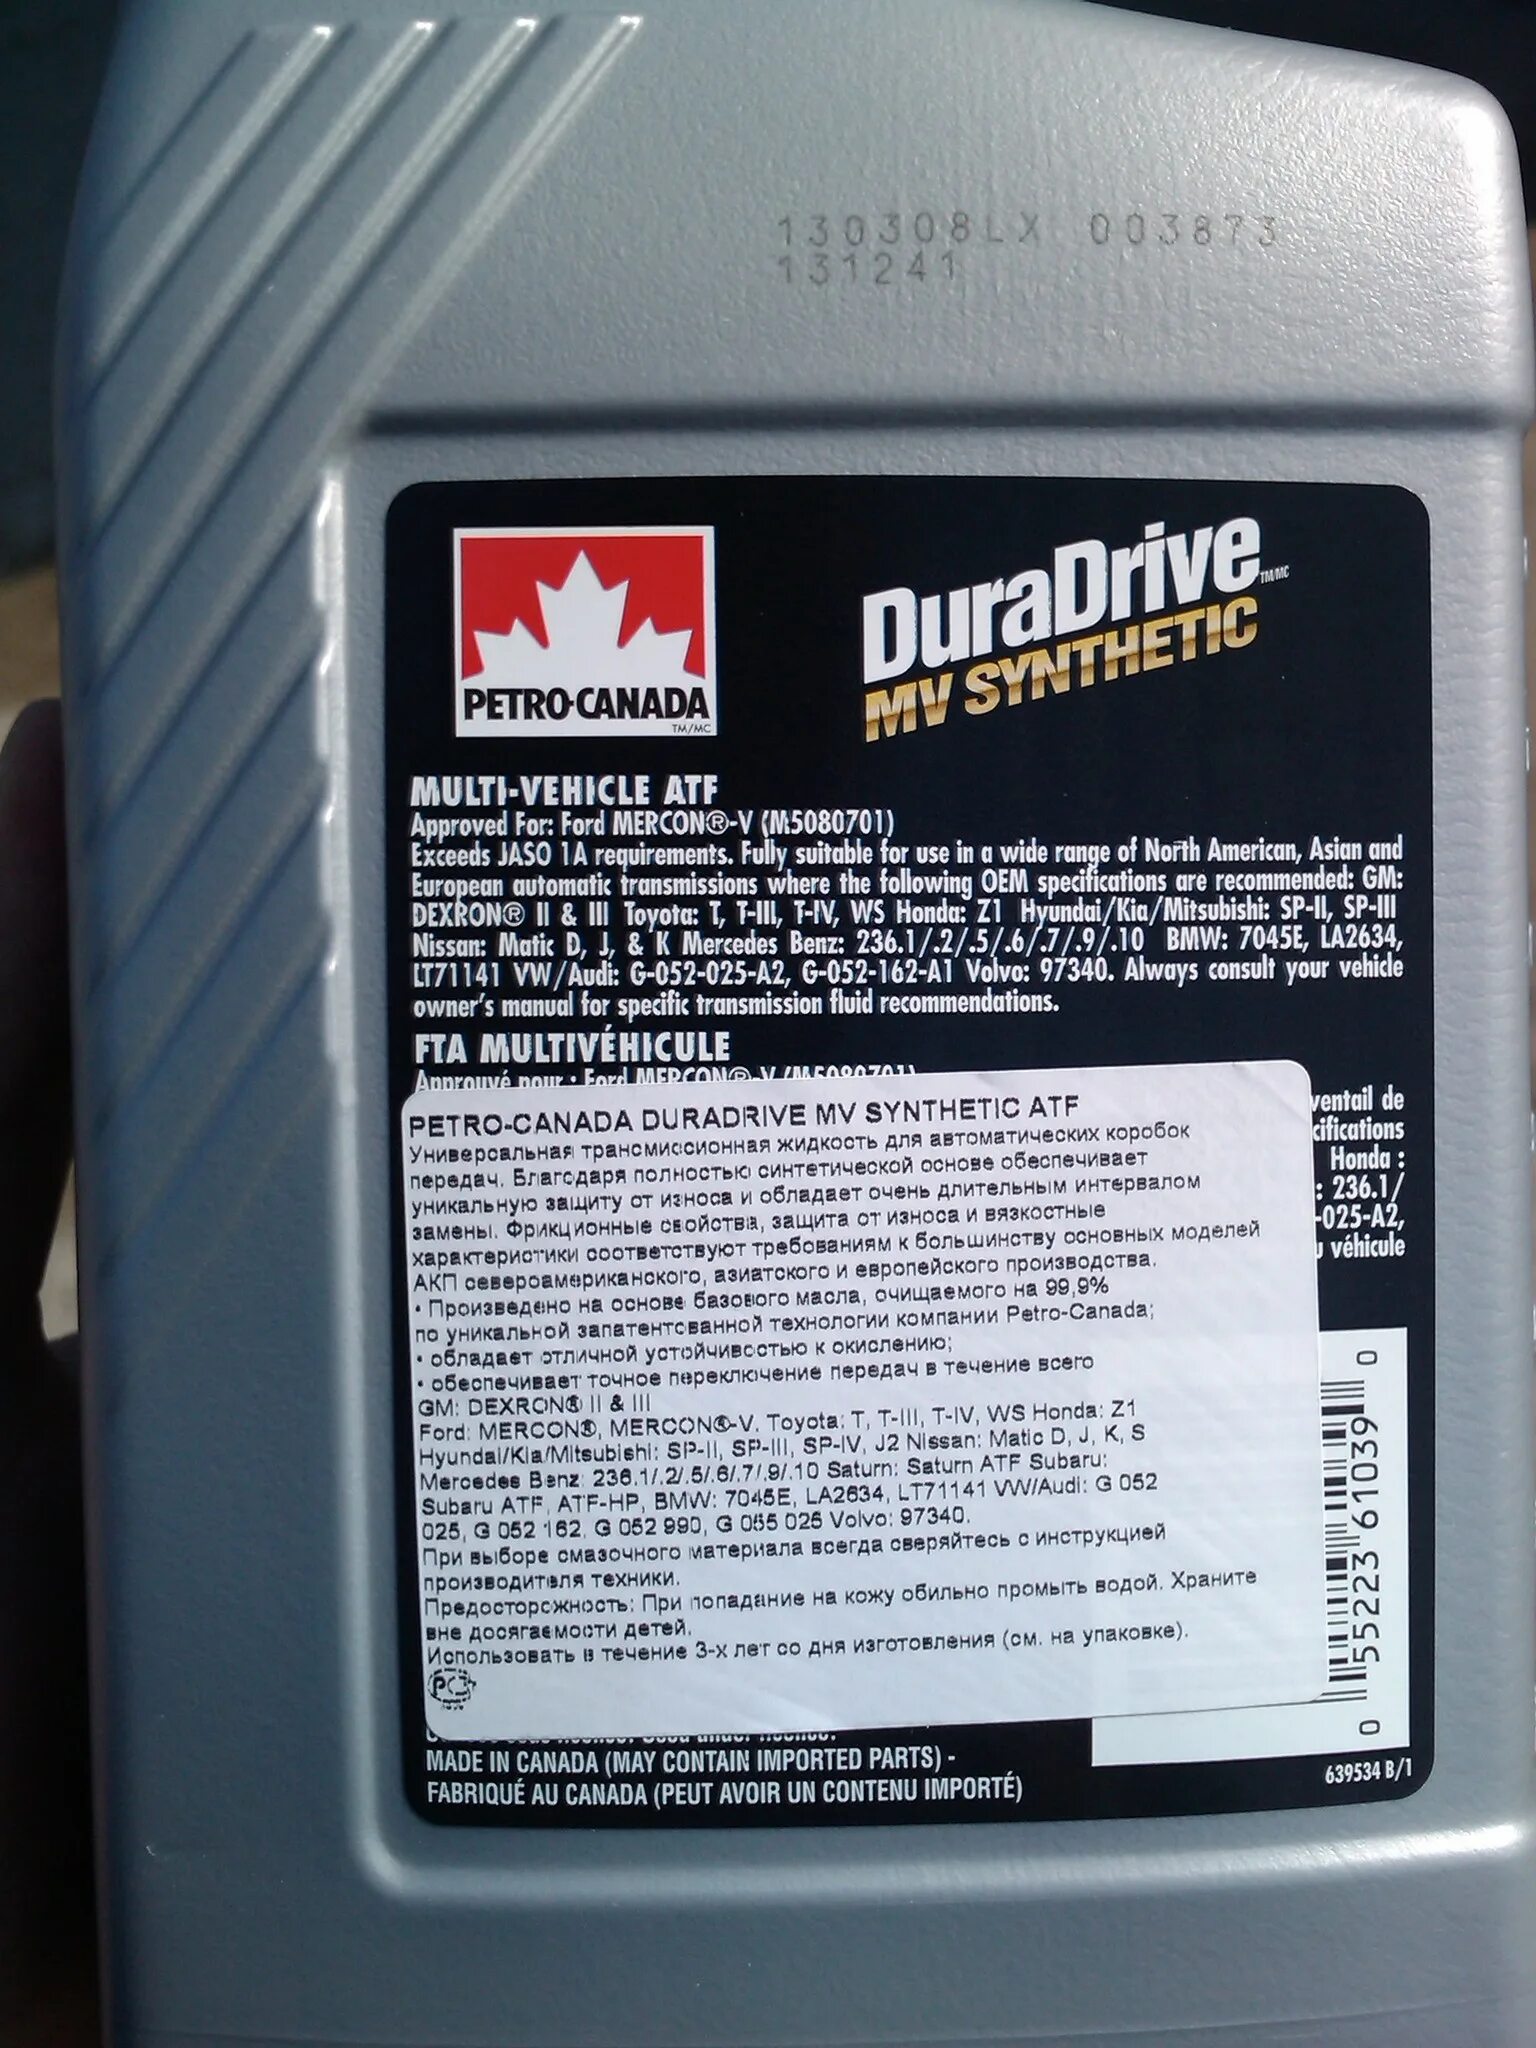 130308LX 003873
131241
PETRO-CANADA
TM/MC
DuraDrive
TM/MC
MV SYNTHETIC
MULTI-VEHICLE ATF
Approved For: Ford MERCON®-V (M5080701)
Exceeds JASO 1A requirements. Fully suitable for use in a wide range of North American, Asian and
European automatic transmissions where the following OEM specifications are recommended: GM:
DEXRON® II & III Toyota: T, T-III, T-IV, WS Honda: Z1 Hyundai/Kia/Mitsubishi: SP-II, SP-III
Nissan: Matic D, J, & K Mercedes Benz: 236.1/.2/.5/.6/.7/.9/.10 BMW: 7045E, LA2634,
LT71141 VW/Audi: G-052-025-A2, G-052-162-A1 Volvo: 97340. Always consult your vehicle
owner's manual for specific transmission fluid recommendations.
FTA MULTIVÉHICULE
Approuvé pour : Ford MERCON®-V (M5080701)
de
Honda :
: 236.1/
-025-A2,
véhicule
PETRO-CANADA DURADRIVE MV SYNTHETIC ATF
Универсальная трансмиссионная жидкость для автоматических коробок
передач. Благодаря полностью синтетической основе обеспечивает
уникальную защиту от износа и обладает очень длительным интервалом
замены. Фрикционные свойства, защита от износа и вязкостные
характеристики соответствуют требованиям к большинству основных моделей
АКП североамериканского, азиатского и европейского производства.
• Произведено на основе базового масла, очищаемого на 99,9%
по уникальной запатентованной технологии компании Petro-Canada;
• обладает отличной устойчивостью к окислению;
• обеспечивает точное переключение передач в течение всего
GM: DEXRON® II & III
Ford: MERCON®, MERCON®-V. Toyota: T, T-III, T-IV, WS Honda: Z1
Hyundai/Kia/Mitsubishi: SP-II, SP-III, SP-IV, J2 Nissan: Matic D, J, K, S
Mercedes Benz: 236.1/.2/.5/.6/.7/.9/.10 Saturn: Saturn ATF Subaru:
Subaru ATF, ATF-HP, BMW: 7045E, LA2634, LT71141 VW/Audi: G 052
025, G 052 162, G 052 990, G 055 025 Volvo: 97340.
При выборе смазочного материала всегда сверяйтесь с инструкцией
производителя техники.
Предосторожность: При попадание на кожу обильно промыть водой. Храните
вне досягаемости детей.
Использовать в течение 3-х лет со дня изготовления (см. на упаковке).
РСТ
0 55223 61039 0
MADE IN CANADA (MAY CONTAIN IMPORTED PARTS) -
FABRIQUÉ AU CANADA (PEUT AVOIR UN CONTENU IMPORTÉ)
639534 B/1